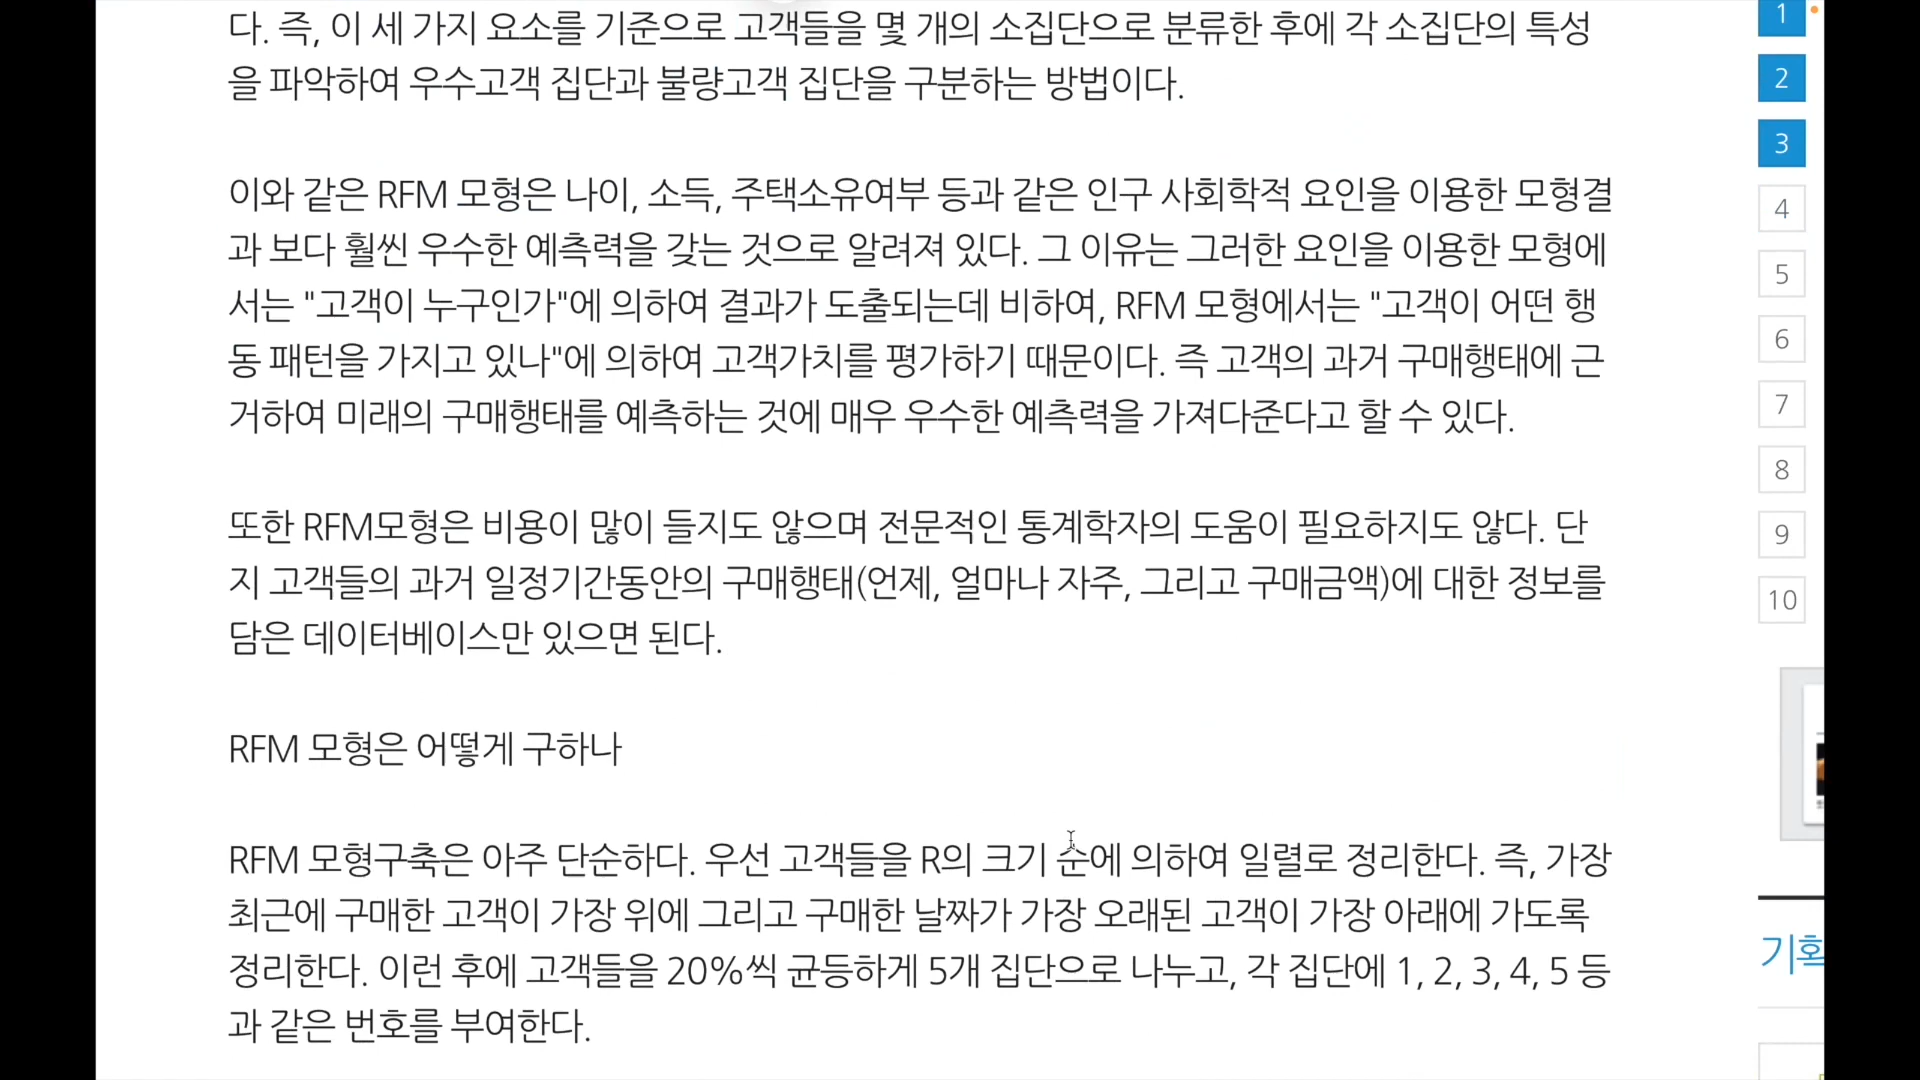 다. 즉, 이 세 가지 요소를 기준으로 고객들을 몇 개의 소집단으로 분류한 후에 각 소집단의 특성
을 파악하여 우수고객 집단과 불량고객 집단을 구분하는 방법이다.
이와 같은 RFM 모형은 나이, 소득, 주택소유여부 등과 같은 인구 사회학적 요인을 이용한 모형결
과 보다 훨씬 우수한 예측력을 갖는 것으로 알려져 있다. 그 이유는 그러한 요인을 이용한 모형에
서는 "고객이 누구인가"에 의하여 결과가 도출되는데 비하여, RFM 모형에서는 "고객이 어떤 행
동 패턴을 가지고 있나"에 의하여 고객가치를 평가하기 때문이다. 즉 고객의 과거 구매행태에 근
거하여 미래의 구매행태를 예측하는 것에 매우 우수한 예측력을 가져다준다고 할 수 있다.
또한 RFM모형은 비용이 많이 들지도 않으며 전문적인 통계학자의 도움이 필요하지도 않다. 단
지 고객들의 과거 일정기간동안의 구매행태(언제, 얼마나 자주, 그리고 구매금액)에 대한 정보를
담은 데이터베이스만 있으면 된다.
RFM 모형은 어떻게 구하나
RFM 모형구축은 아주 단순하다. 우선 고객들을 R의 크기 순에 의하여 일렬로 정리한다. 즉, 가장
최근에 구매한 고객이 가장 위에 그리고 구매한 날짜가 가장 오래된 고객이 가장 아래에 가도록
정리한다. 이런 후에 고객들을 20%씩 균등하게 5개 집단으로 나누고, 각 집단에 1, 2, 3, 4, 5 등
과 같은 번호를 부여한다.
1
2
3
4
5
6
7
8
9
10
기획